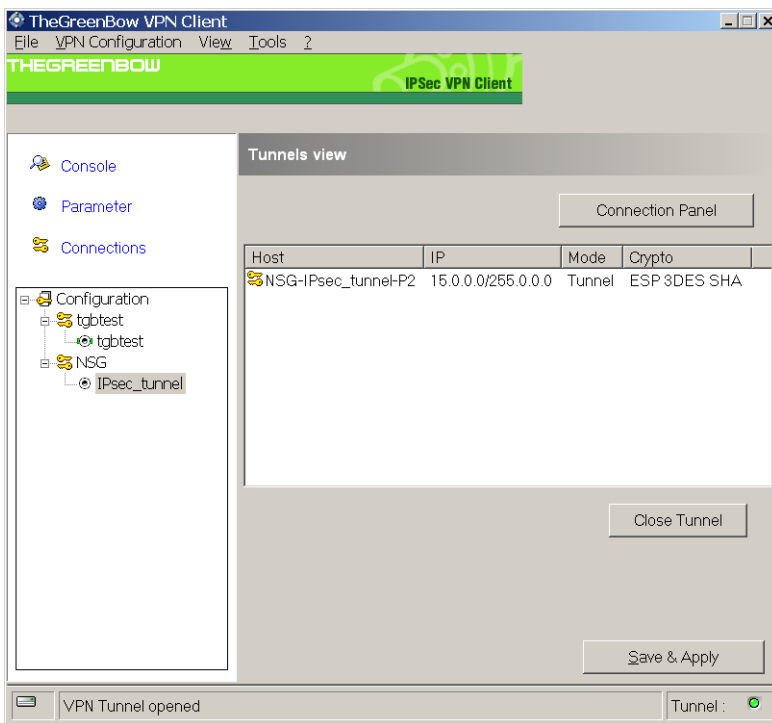 TheGreenBow VPN Client
File VPN Configuration View Tools ?
THEGREENBOW
IPSec VPN Client
Console
Parameter
Connections
Configuration
tgbtest
tgbtest
NSG
IPsec_tunnel
Tunnels view
Connection Panel
Host IP Mode Crypto
NSG-IPsec_tunnel-P2 15.0.0.0/255.0.0.0 Tunnel ESP 3DES SHA
Close Tunnel
Save & Apply
VPN Tunnel opened Tunnel :